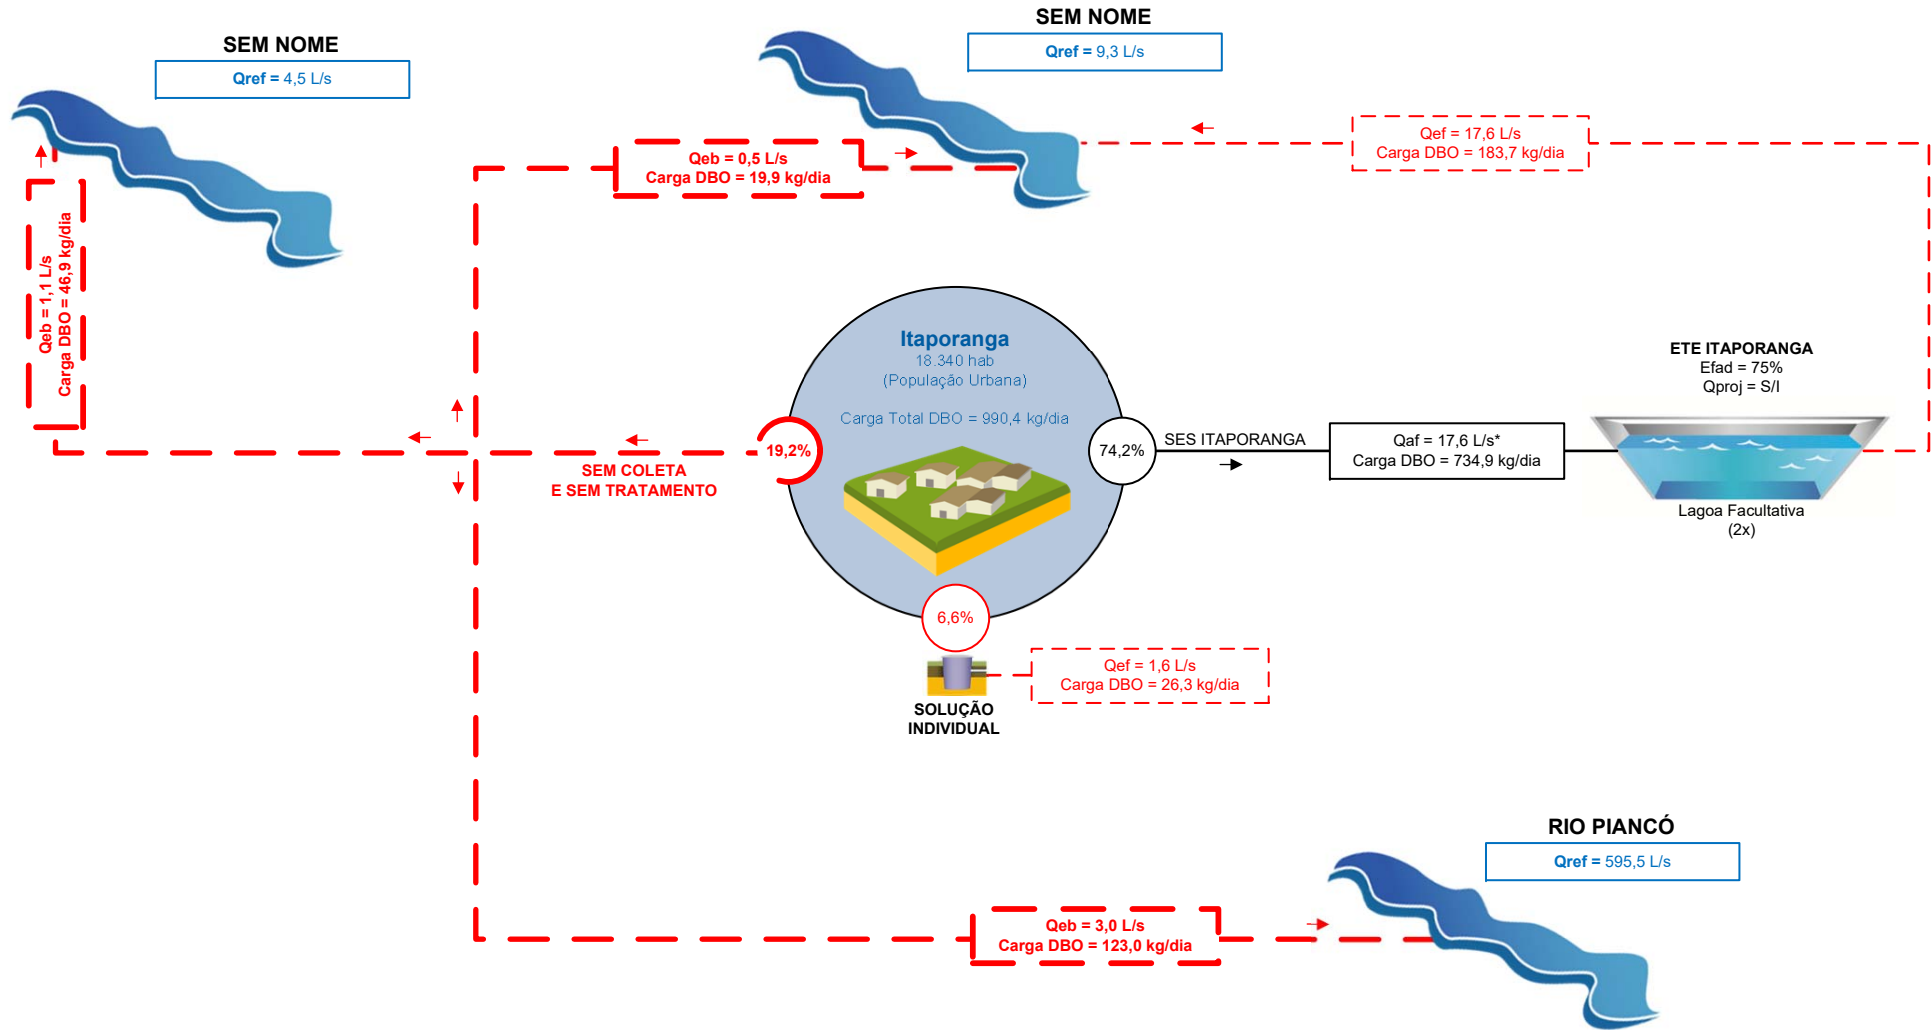 SEM NOME
Qref = 4,5 L/s
SEM NOME
Qref = 9,3 L/s
Qeb = 0,5 L/s
Carga DBO = 19,9 kg/dia
Qef = 17,6 L/s
Carga DBO = 183,7 kg/dia
Qeb = 1,1 L/s
Carga DBO = 46,9 kg/dia
Itaporanga
18.340 hab
(População Urbana)
Carga Total DBO = 990,4 kg/dia
ETE ITAPORANGA
Efad = 75%
Qproj = S/I
19,2%
SEM COLETA
E SEM TRATAMENTO
74,2%
SES ITAPORANGA
Qaf = 17,6 L/s*
Carga DBO = 734,9 kg/dia
Lagoa Facultativa
(2x)
6,6%
Qef = 1,6 L/s
Carga DBO = 26,3 kg/dia
SOLUÇÃO
INDIVIDUAL
RIO PIANCÓ
Qref = 595,5 L/s
Qeb = 3,0 L/s
Carga DBO = 123,0 kg/dia